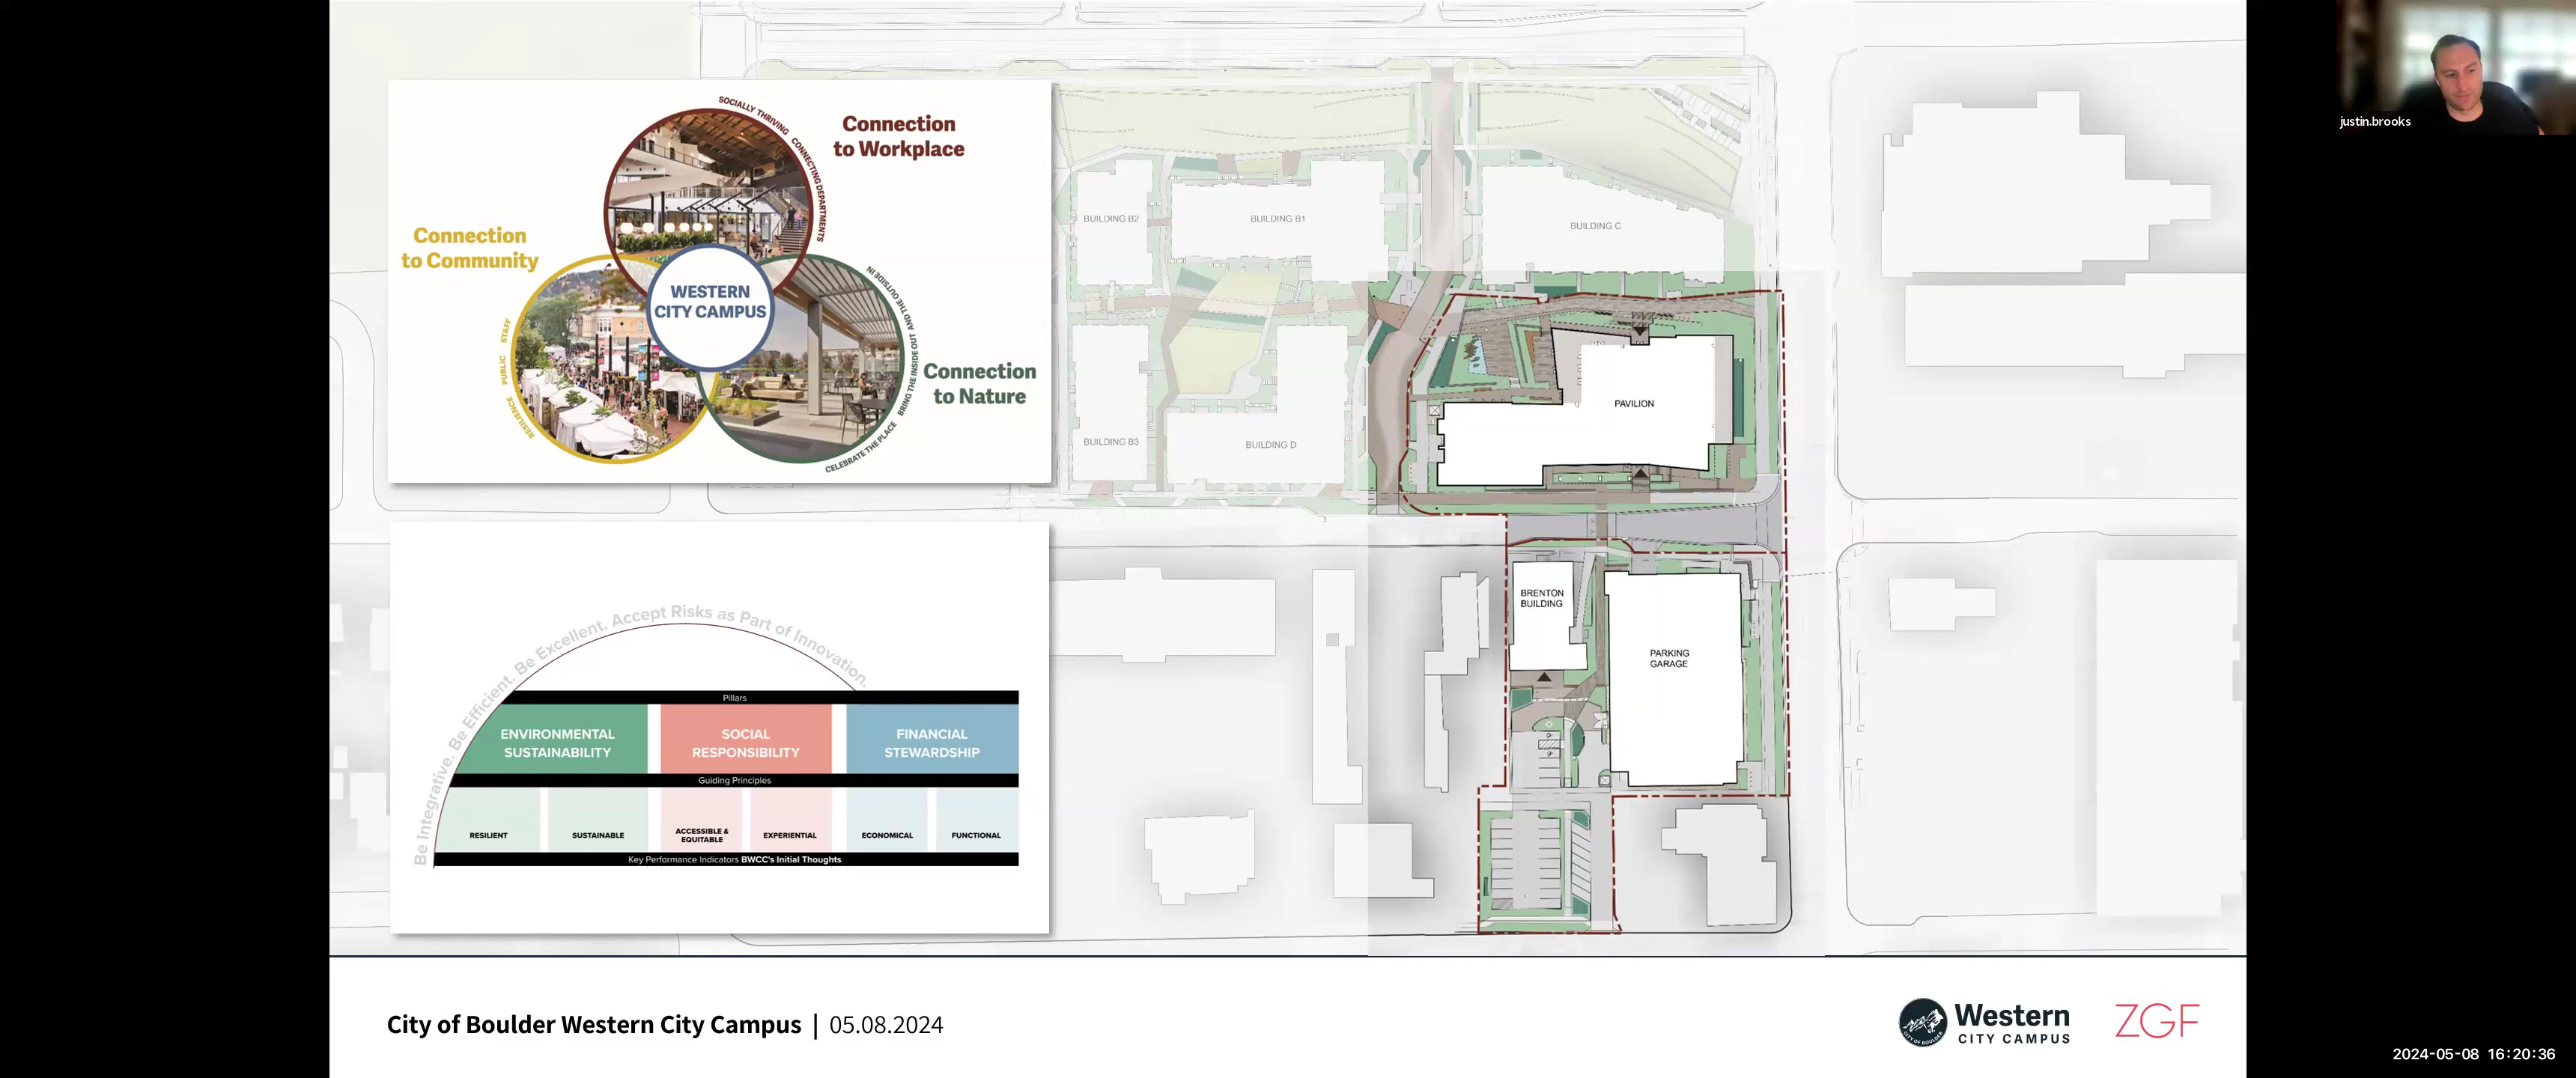 Connection
to Workplace
SOCIALLY THRIVING
CONNECTING DEPARTMENTS
Connection
to Community
STAFF
PUBLIC
RESILIENCE
WESTERN
CITY CAMPUS
Connection
to Nature
BRING THE INSIDE OUT AND THE OUTSIDE IN
CELEBRATE THE PLACE
Be Integrative. Be Efficient. Be Excellent. Accept Risks as Part of Innovation.
Pillars
ENVIRONMENTAL
SUSTAINABILITY
SOCIAL
RESPONSIBILITY
FINANCIAL
STEWARDSHIP
Guiding Principles
RESILIENT
SUSTAINABLE
ACCESSIBLE &
EQUITABLE
EXPERIENTIAL
ECONOMICAL
FUNCTIONAL
Key Performance Indicators BWCC's Initial Thoughts
BUILDING B2
BUILDING B1
BUILDING C
BUILDING B3
BUILDING D
PAVILION
BRENTON
BUILDING
PARKING
GARAGE
City of Boulder Western City Campus | 05.08.2024
CITY OF BOULDER
Western
CITY CAMPUS
ZGF
justin.brooks
2024-05-08 16:20:36